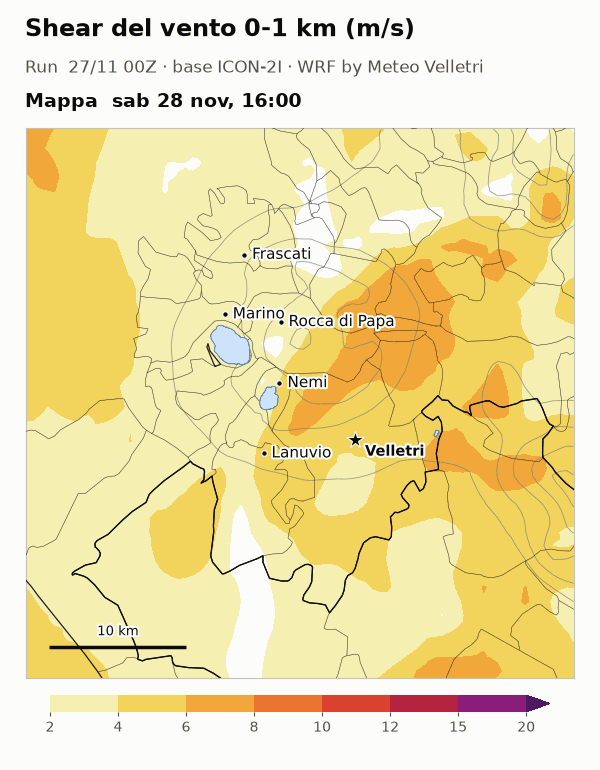 Shear del vento 0-1 km (m/s)
Run 27/11 00Z · base ICON-2I · WRF by Meteo Velletri
Mappa sab 28 nov, 16:00
Frascati
Marino
Rocca di Papa
Nemi
Velletri
Lanuvio
10 km
2 4 6 8 10 12 15 20